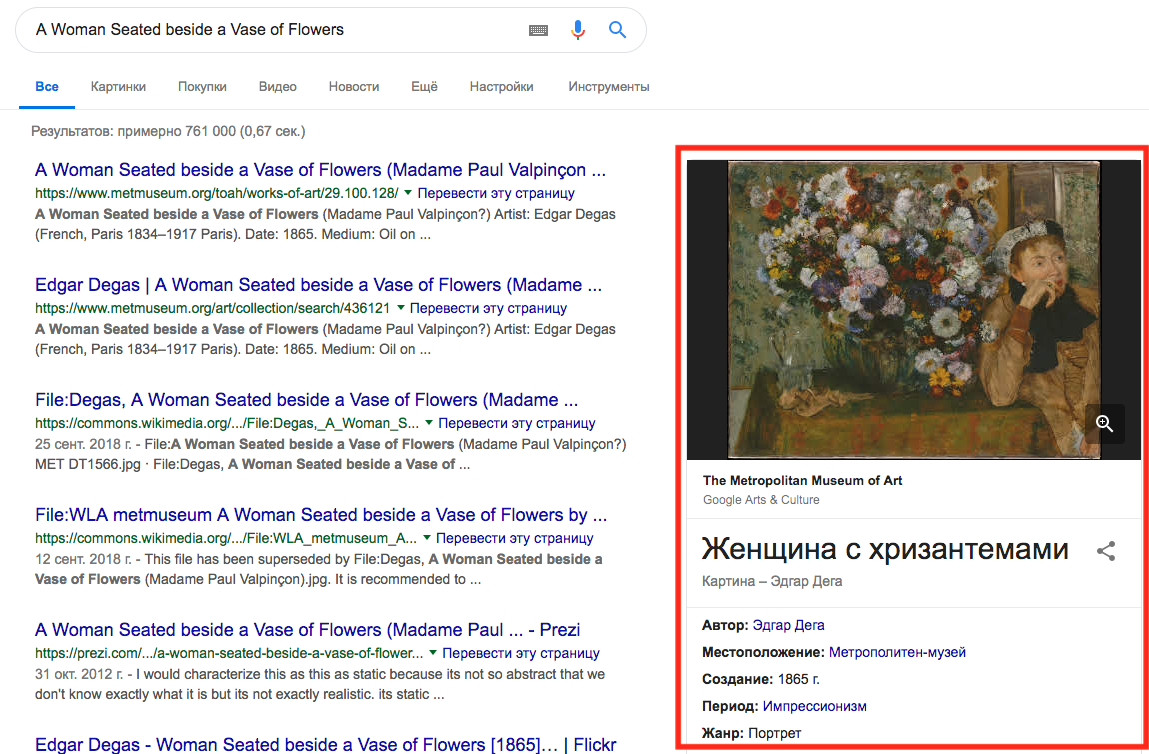 A Woman Seated beside a Vase of Flowers
Все Картинки Покупки Видео Новости Ещё Настройки Инструменты
Результатов: примерно 761 000 (0,67 сек.)
A Woman Seated beside a Vase of Flowers (Madame Paul Valpinçon ...
https://www.metmuseum.org/toah/works-of-art/29.100.128/ Перевести эту страницу
A Woman Seated beside a Vase of Flowers (Madame Paul Valpinçon?) Artist: Edgar Degas
(French, Paris 1834–1917 Paris). Date: 1865. Medium: Oil on ...
Edgar Degas | A Woman Seated beside a Vase of Flowers (Madame ...
https://www.metmuseum.org/art/collection/search/436121 Перевести эту страницу
A Woman Seated beside a Vase of Flowers (Madame Paul Valpinçon?) Artist: Edgar Degas
(French, Paris 1834–1917 Paris). Date: 1865. Medium: Oil on ...
File:Degas, A Woman Seated beside a Vase of Flowers (Madame ...
https://commons.wikimedia.org/.../File:Degas,_A_Woman_S... Перевести эту страницу
25 сент. 2018 г. - File:A Woman Seated beside a Vase of Flowers (Madame Paul Valpinçon?)
MET DT1566.jpg · File:Degas, A Woman Seated beside a Vase of ...
File:WLA metmuseum A Woman Seated beside a Vase of Flowers by ...
https://commons.wikimedia.org/.../File:WLA_metmuseum_A... Перевести эту страницу
12 сент. 2018 г. - This file has been superseded by File:Degas, A Woman Seated beside a
Vase of Flowers (Madame Paul Valpinçon).jpg. It is recommended to ...
A Woman Seated beside a Vase of Flowers (Madame Paul ... - Prezi
https://prezi.com/.../a-woman-seated-beside-a-vase-of-flower... Перевести эту страницу
31 окт. 2012 г. - I would characterize this as this as static because its not so abstract that we
don't know exactly what it is but its not exactly realistic. its static ...
Edgar Degas - Woman Seated beside a Vase of Flowers [1865]… | Flickr
The Metropolitan Museum of Art
Google Arts & Culture
Женщина с хризантемами
Картина – Эдгар Дега
Автор: Эдгар Дега
Местоположение: Метрополитен-музей
Создание: 1865 г.
Период: Импрессионизм
Жанр: Портрет